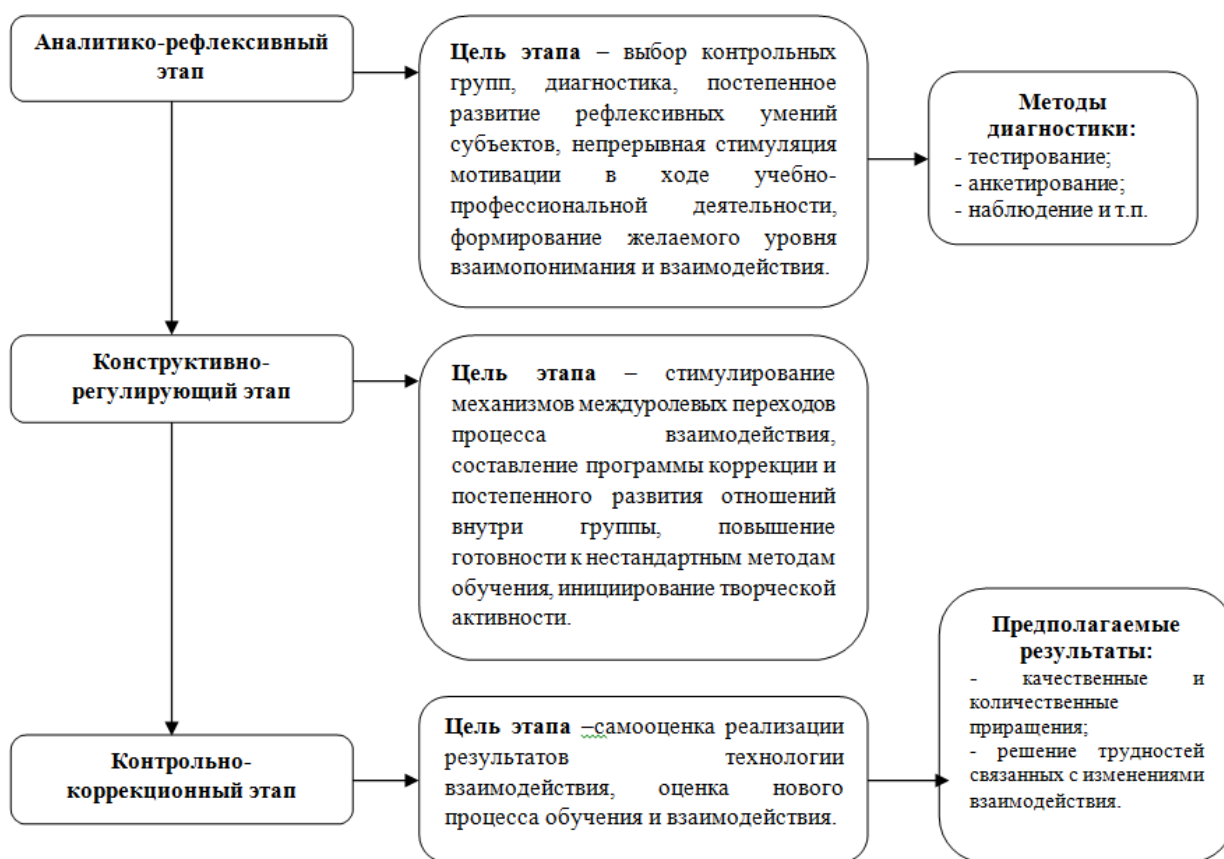 Аналитико-рефлексивный
этап
Цель этапа – выбор контрольных
групп, диагностика, постепенное
развитие рефлексивных умений
субъектов, непрерывная стимуляция
мотивации в ходе учебно-
профессиональной деятельности,
формирование желаемого уровня
взаимопонимания и взаимодействия.
Методы
диагностики:
- тестирование;
- анкетирование;
- наблюдение и т.п.
Конструктивно-
регулирующий этап
Цель этапа – стимулирование
механизмов междуролевых переходов
процесса взаимодействия,
составление программы коррекции и
постепенного развития отношений
внутри группы, повышение
готовности к нестандартным методам
обучения, инициирование творческой
активности.
Контрольно-
коррекционный этап
Цель этапа –самооценка реализации
результатов технологии
взаимодействия, оценка нового
процесса обучения и взаимодействия.
Предполагаемые
результаты:
- качественные и
количественные
приращения;
- решение трудностей
связанных с изменениями
взаимодействия.